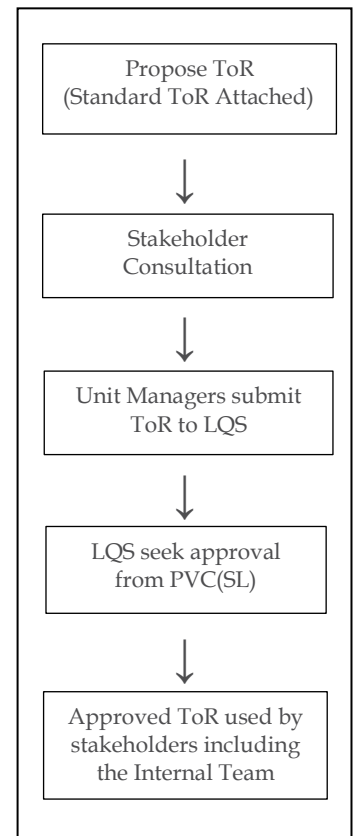 Propose ToR
(Standard ToR Attached)
Stakeholder
Consultation
Unit Managers submit
ToR to LQS
LQS seek approval
from PVC(SL)
Approved ToR used by
stakeholders including
the Internal Team